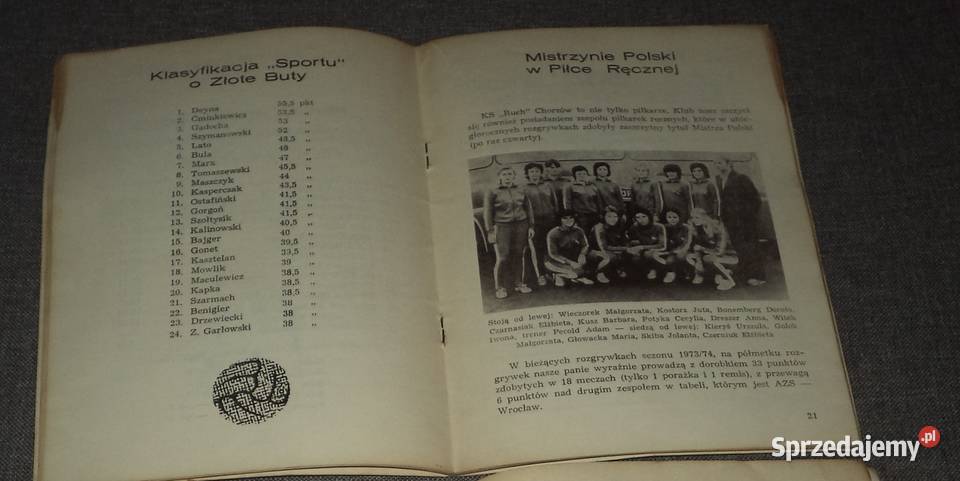 Klasyfikacja „Sportu"
o Złote Buty
1. Deyna 55,5 pkt
2. Ćmikiewicz 53,5 „
3. Gadocha 53 „
4. Szymanowski 52 „
5. Lato 48,5 „
6. Bula 48 „
7. Marx 47 „
8. Tomaszewski 45,5 „
9. Maszczyk 44 „
10. Kasperczak 43,5 „
11. Ostafiński 41,5 „
12. Gorgoń 41,5 „
13. Szołtysik 41,5 „
14. Kalinowski 40,5 „
15. Bajger 40 „
16. Gonet 39,5 „
17. Kasztelan 39 „
18. Mowlik 38,5 „
19. Maculewicz 38,5 „
20. Kapka 38,5 „
21. Szarmach 38 „
22. Benigier 38 „
23. Drzewiecki 38 „
24. Z. Garłowski 38 „
Mistrzynie Polski
w Piłce Ręcznej
KS „Ruch" Chorzów to nie tylko piłkarze. Klub nasz szczyci
się również posiadaniem zespołu piłkarek ręcznych, które w ubie-
głorocznych rozgrywkach zdobyły zaszczytny tytuł Mistrza Polski
(po raz czwarty).
Stoją od lewej: Wieczorek Małgorzata, Kostorz Juta, Bonemberg Dorota,
Czarnasiak Elżbieta, Kusz Barbara, Potyka Cecylia, Dreszer Anna, Witek
Iwona, trener Pecold Adam — siedzą od lewej: Kieryś Urszula, Gołok
Małgorzata, Głowacka Maria, Skiba Jolanta, Czerniuk Elżbieta
W bieżących rozgrywkach sezonu 1973/74, na półmetku roz-
grywek nasze panie wyraźnie prowadzą z dorobkiem 33 punktów
zdobytych w 18 meczach (tylko 1 porażka i 1 remis), z przewagą
6 punktów nad drugim zespołem w tabeli, którym jest AZS —
Wrocław.
21
Sprzedajemy.pl